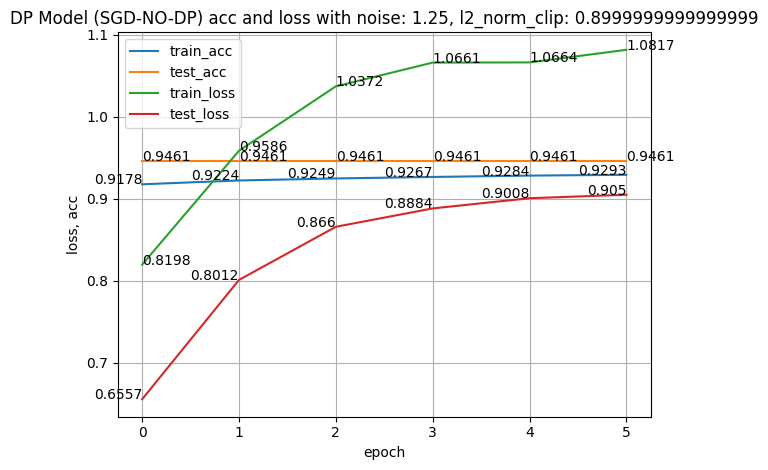 DP Model (SGD-NO-DP) acc and loss with noise: 1.25, l2_norm_clip: 0.8999999999999999
train_acc
test_acc
train_loss
test_loss
1.1
1.0
0.9
0.8
0.7
loss, acc
0.9178 0.9224 0.9249 0.9267 0.9284 0.9293
0.9461 0.9461 0.9461 0.9461 0.9461 0.9461
0.8198 0.9586 1.0372 1.0661 1.0664 1.0817
0.6557 0.8012 0.866 0.8884 0.9008 0.905
0 1 2 3 4 5
epoch